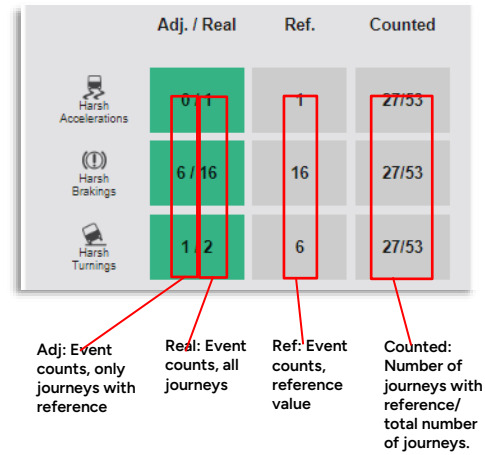 Adj. / Real Ref. Counted
Harsh
Accelerations
0 / 1 1 27/53
Harsh
Brakings
6 / 16 16 27/53
Harsh
Turnings
1 / 2 6 27/53
Adj: Event
counts, only
journeys with
reference
Real: Event
counts, all
journeys
Ref: Event
counts,
reference
value
Counted:
Number of
journeys with
reference/
total number
of journeys.